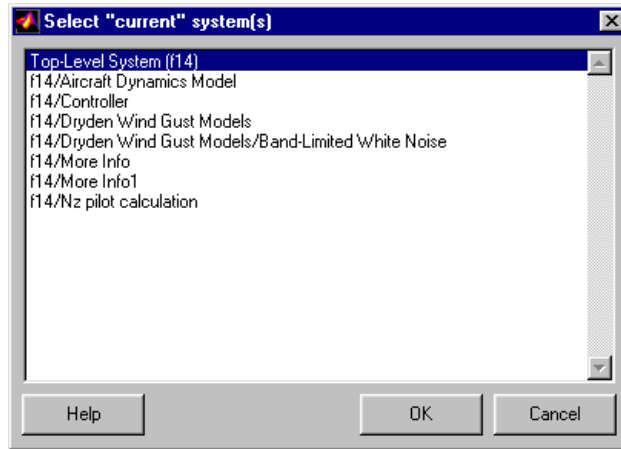 Select "current" system(s)
Top-Level System (f14)
f14/Aircraft Dynamics Model
f14/Controller
f14/Dryden Wind Gust Models
f14/Dryden Wind Gust Models/Band-Limited White Noise
f14/More Info
f14/More Info1
f14/Nz pilot calculation
Help OK Cancel